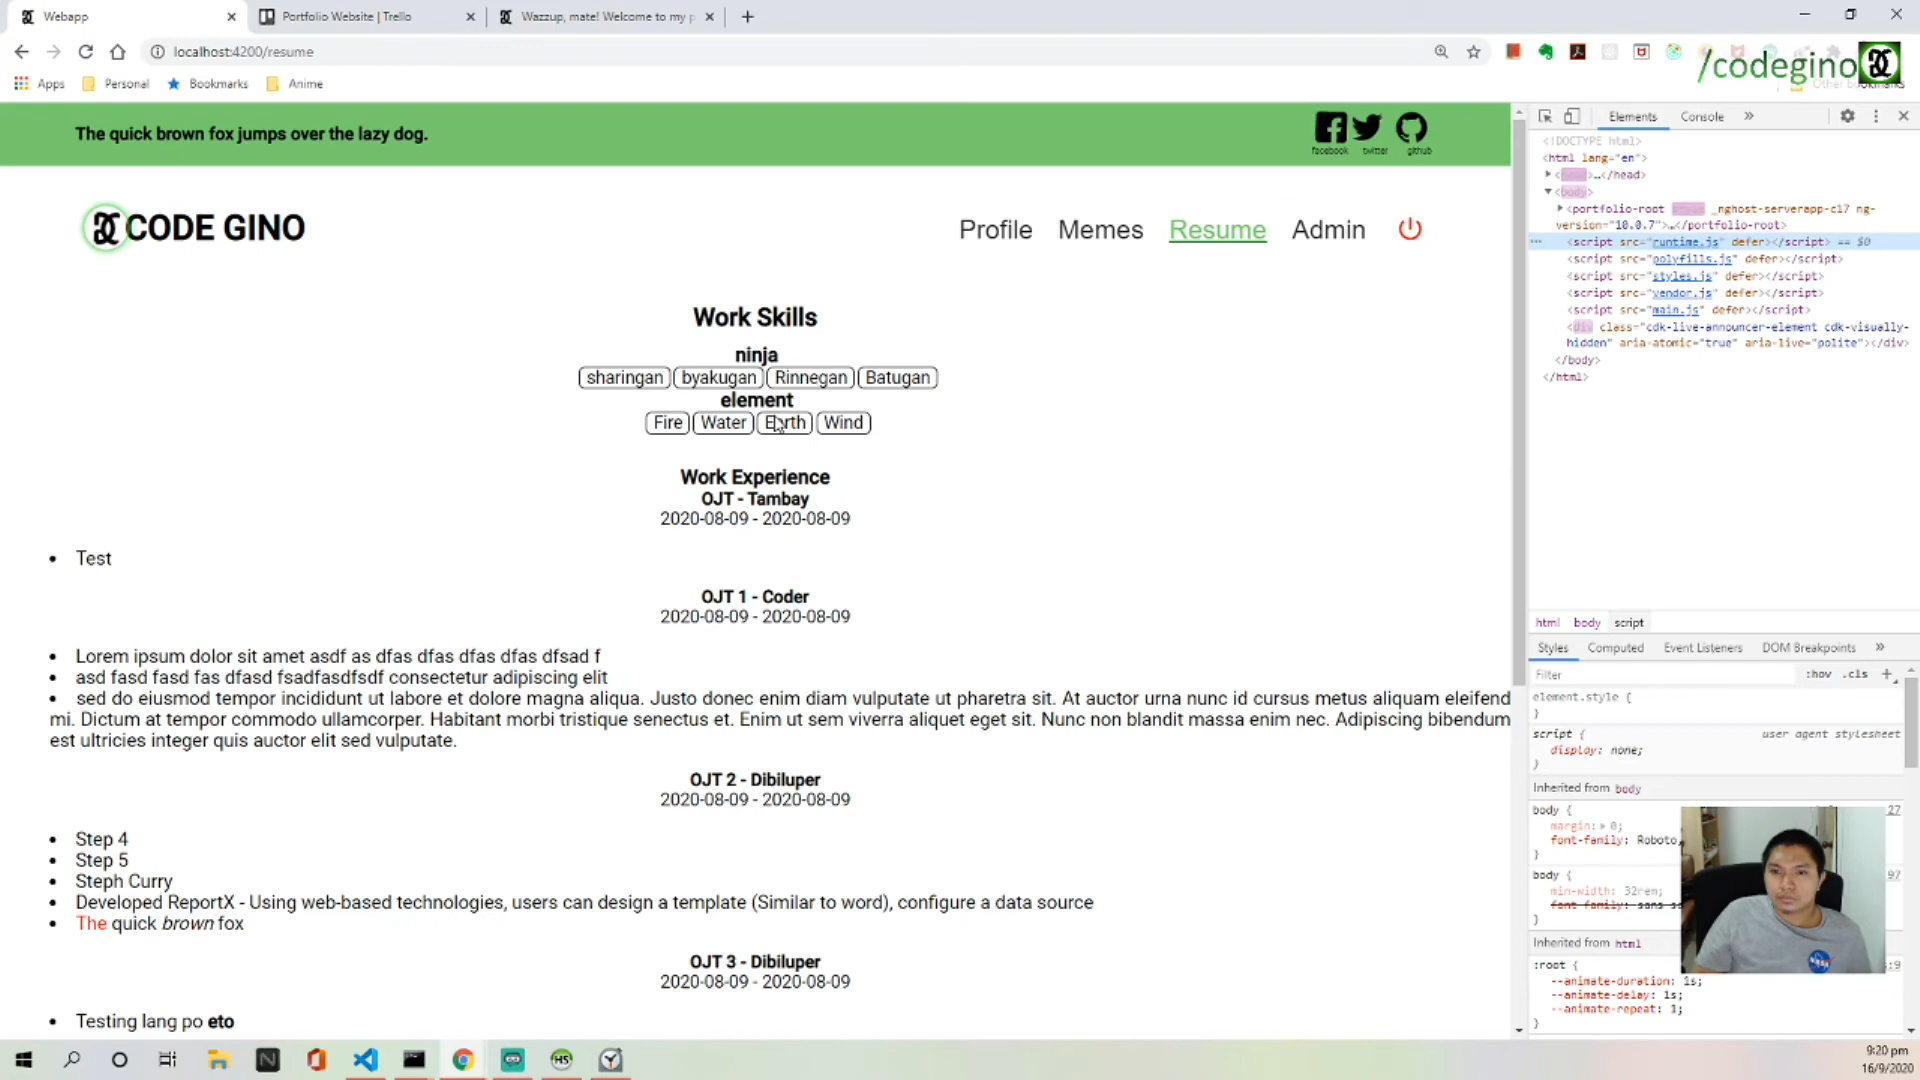 Webapp
Portfolio Website | Trello
Wazzup, mate! Welcome to my p
localhost:4200/resume
/codegino
Apps
Personal
Bookmarks
Anime
Other bookmarks
The quick brown fox jumps over the lazy dog.
facebook
twitter
github
CODE GINO
Profile
Memes
Resume
Admin
Work Skills
ninja
sharingan
byakugan
Rinnegan
Batugan
element
Fire
Water
Earth
Wind
Work Experience
OJT - Tambay
2020-08-09 - 2020-08-09
• Test
OJT 1 - Coder
2020-08-09 - 2020-08-09
• Lorem ipsum dolor sit amet asdf as dfas dfas dfas dfas dfsad f
• asd fasd fasd fas dfasd fsadfasdfsdf consectetur adipiscing elit
• sed do eiusmod tempor incididunt ut labore et dolore magna aliqua. Justo donec enim diam vulputate ut pharetra sit. At auctor urna nunc id cursus metus aliquam eleifend
mi. Dictum at tempor commodo ullamcorper. Habitant morbi tristique senectus et. Enim ut sem viverra aliquet eget sit. Nunc non blandit massa enim nec. Adipiscing bibendum
est ultricies integer quis auctor elit sed vulputate.
OJT 2 - Dibiluper
2020-08-09 - 2020-08-09
• Step 4
• Step 5
• Steph Curry
• Developed ReportX - Using web-based technologies, users can design a template (Similar to word), configure a data source
• The quick brown fox
OJT 3 - Dibiluper
2020-08-09 - 2020-08-09
• Testing lang po eto
Elements
Console
»
<!DOCTYPE html>
<html lang="en">
<head>…</head>
<body>
<portfolio-root _nghost-serverapp-c17 ng-
version="10.0.7">…</portfolio-root>
<script src="runtime.js" defer></script> == $0
<script src="polyfills.js" defer></script>
<script src="styles.js" defer></script>
<script src="vendor.js" defer></script>
<script src="main.js" defer></script>
<div class="cdk-live-announcer-element cdk-visually-
hidden" aria-atomic="true" aria-live="polite"></div>
</body>
</html>
html
body
script
Styles
Computed
Event Listeners
DOM Breakpoints
»
Filter
:hov
.cls
+
element.style {
}
script {
user agent stylesheet
display: none;
}
Inherited from body
body {
27
margin: 0;
font-family: Roboto,
}
body {
97
min-width: 32rem;
font-family: sans-s
}
Inherited from html
:root {
:9
--animate-duration: 1s;
--animate-delay: 1s;
--animate-repeat: 1;
}
NASA
N
HS
9:20 pm
16/9/2020